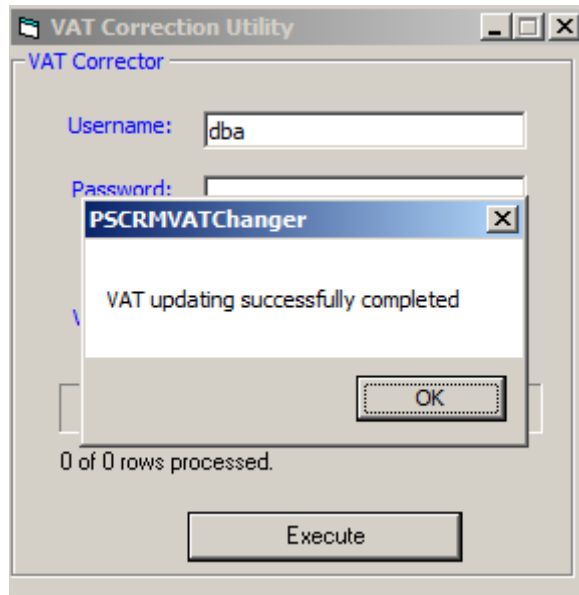 VAT Correction Utility
VAT Corrector
Username:
dba
Password:
PSCRMVATChanger
VAT updating successfully completed
OK
0 of 0 rows processed.
Execute